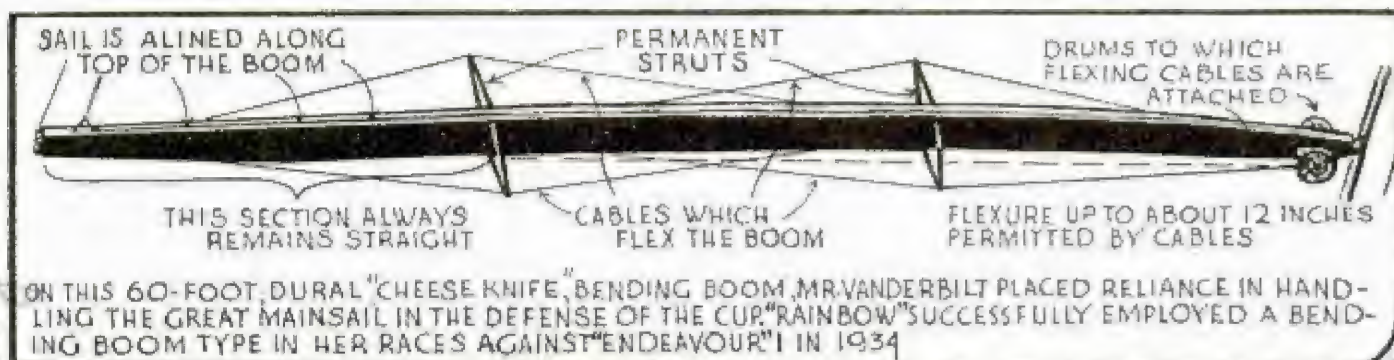 SAIL IS ALINED ALONG
TOP OF THE BOOM
PERMANENT
STRUTS
DRUMS TO WHICH
FLEXING CABLES ARE
ATTACHED
THIS SECTION ALWAYS
REMAINS STRAIGHT
CABLES WHICH
FLEX THE BOOM
FLEXURE UP TO ABOUT 12 INCHES
PERMITTED BY CABLES
ON THIS 60-FOOT, DURAL "CHEESE KNIFE," BENDING BOOM, MR. VANDERBILT PLACED RELIANCE IN HAND-
LING THE GREAT MAINSAIL IN THE DEFENSE OF THE CUP. "RAINBOW" SUCCESSFULLY EMPLOYED A BEND-
ING BOOM TYPE IN HER RACES AGAINST "ENDEAVOUR" I IN 1934